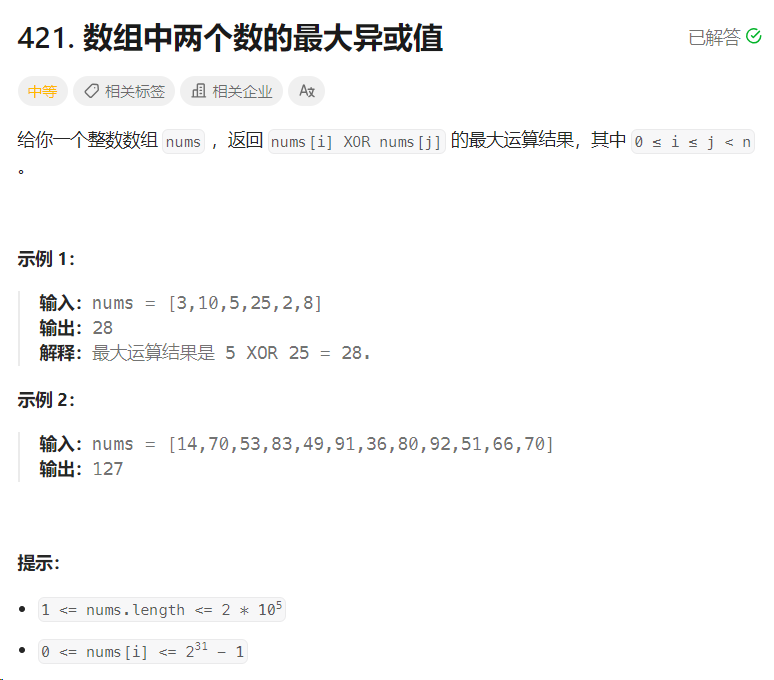 421. 数组中两个数的最大异或值
已解答
中等 相关标签 相关企业 Aあ
给你一个整数数组 nums ，返回 nums[i] XOR nums[j] 的最大运算结果，其中 0 ≤ i ≤ j < n
。
示例 1：
输入：nums = [3,10,5,25,2,8]
输出：28
解释：最大运算结果是 5 XOR 25 = 28.
示例 2：
输入：nums = [14,70,53,83,49,91,36,80,92,51,66,70]
输出：127
提示：
• 1 <= nums.length <= 2 * 10⁵
• 0 <= nums[i] <= 2³¹ - 1